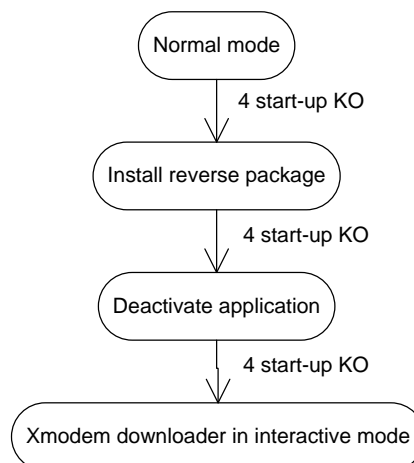 Normal mode
4 start-up KO
Install reverse package
4 start-up KO
Deactivate application
4 start-up KO
Xmodem downloader in interactive mode